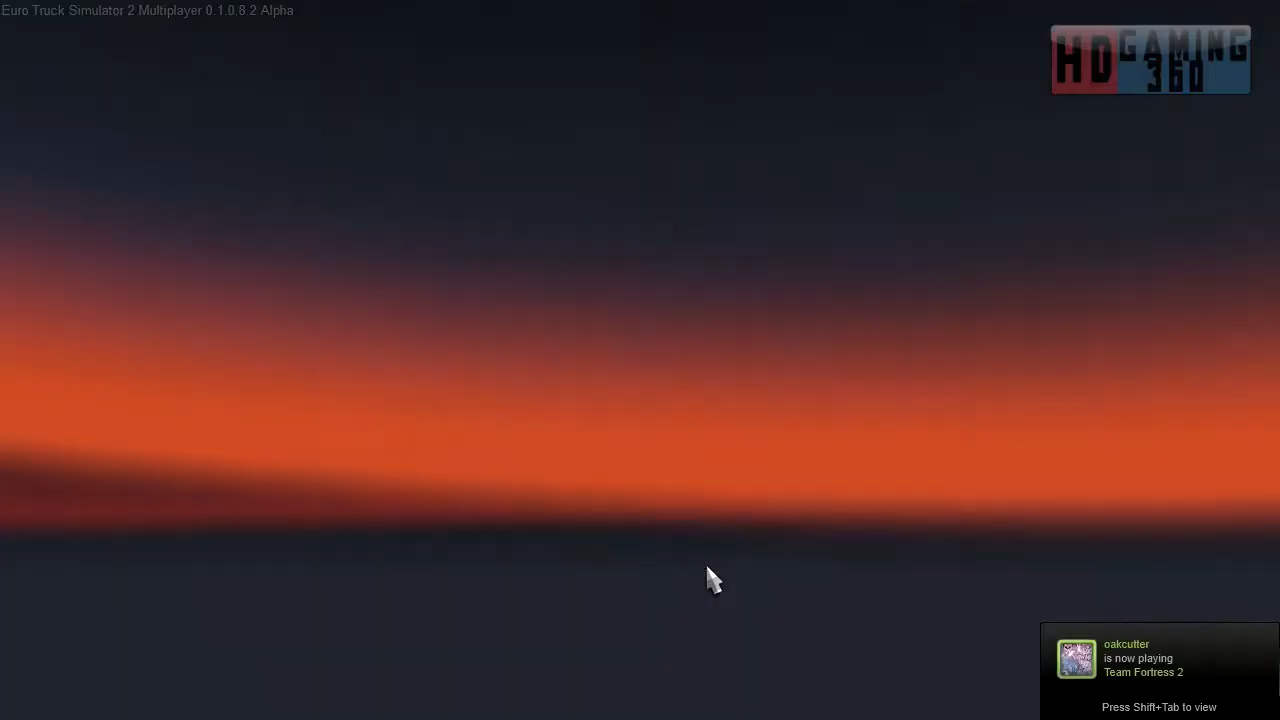 Euro Truck Simulator 2 Multiplayer 0.1.0.8.2 Alpha
HD GAMING
360
oakcutter
is now playing
Team Fortress 2
Press Shift+Tab to view